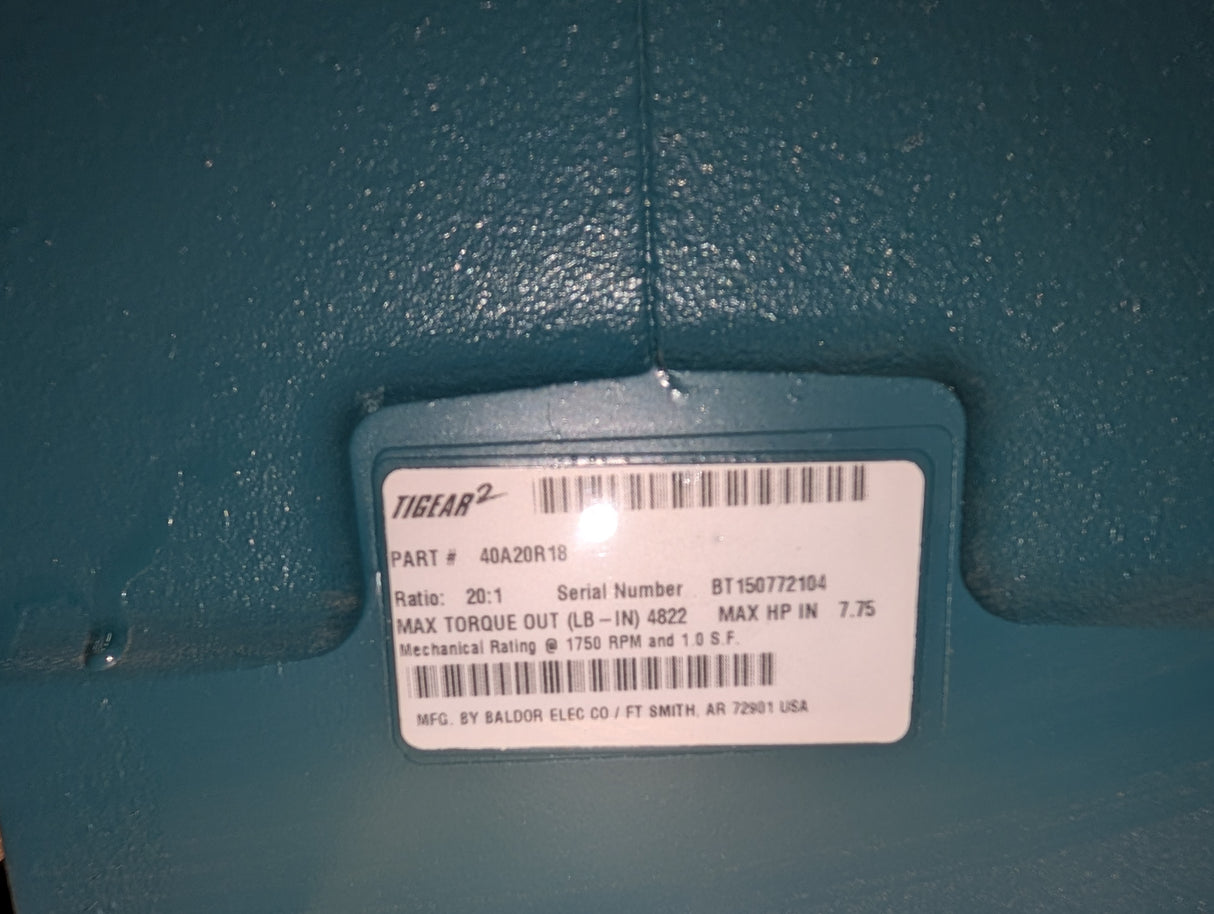 TIGEAR2
PART # 40A20R18
Ratio: 20:1 Serial Number BT150772104
MAX TORQUE OUT (LB-IN) 4822 MAX HP IN 7.75
Mechanical Rating @ 1750 RPM and 1.0 S.F.
MFG. BY BALDOR ELEC CO / FT SMITH, AR 72901 USA